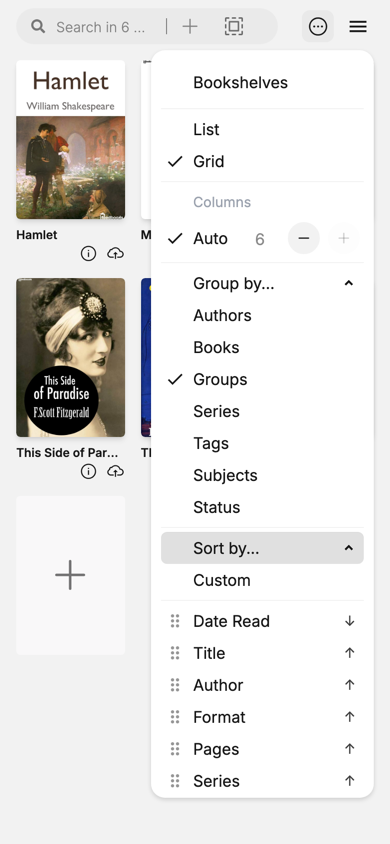 Search in 6 ...
Hamlet
William Shakespeare
Hamlet
This Side
of Paradise
F.Scott Fitzgerald
This Side of Par...
Bookshelves
List
Grid
Columns
Auto 6
Group by...
Authors
Books
Groups
Series
Tags
Subjects
Status
Sort by...
Custom
Date Read
Title
Author
Format
Pages
Series